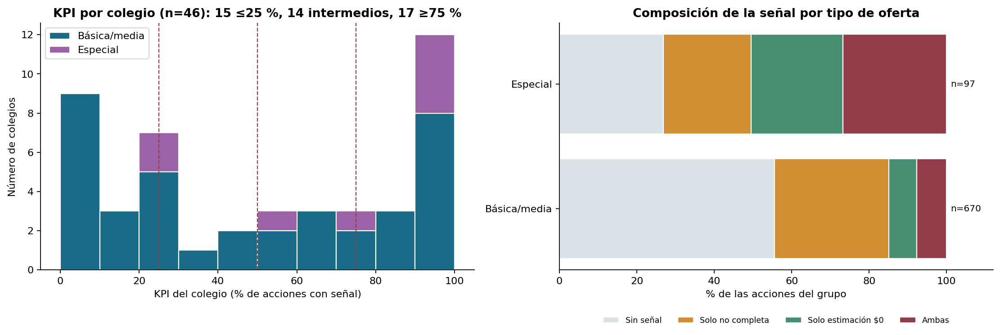 KPI por colegio (n=46): 15 ≤25 %, 14 intermedios, 17 ≥75 %
Básica/media
Especial
Número de colegios
12
10
8
6
4
2
0
0
20
40
60
80
100
KPI del colegio (% de acciones con señal)
Composición de la señal por tipo de oferta
Especial
n=97
Básica/media
n=670
0
20
40
60
80
100
% de las acciones del grupo
Sin señal
Solo no completa
Solo estimación $0
Ambas